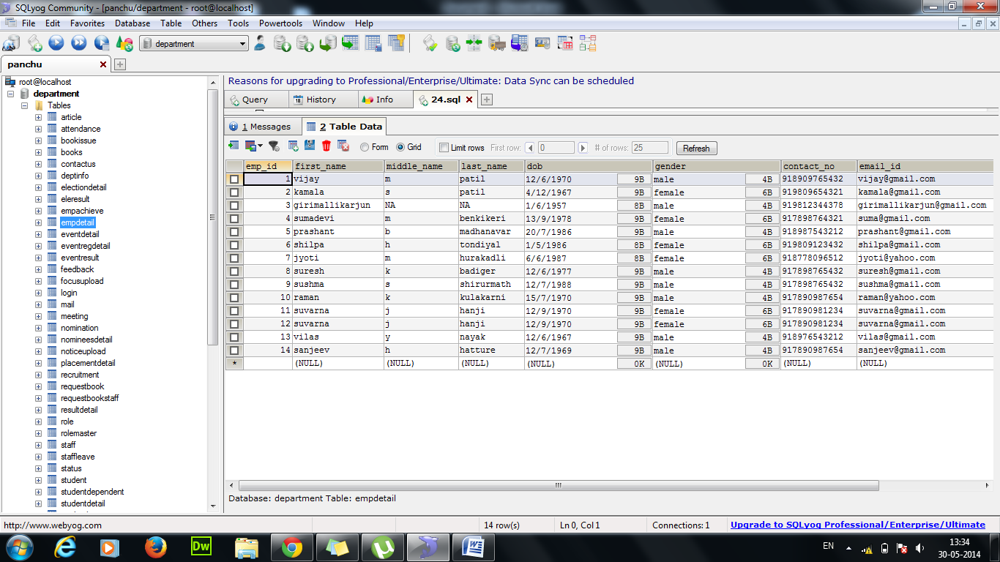 SQLyog Community - [panchu/department - root@localhost]
File Edit Favorites Database Table Others Tools Powertools Window Help
department
panchu
root@localhost
department
Tables
article
attendance
bookissue
books
contactus
deptinfo
electiondetail
eleresult
empachieve
empdetail
eventdetail
eventregdetail
eventresult
feedback
focusupload
login
mail
meeting
nomination
nomineesdetail
noticeupload
placementdetail
recruitment
requestbook
requestbookstaff
resultdetail
role
rolemaster
staff
staffleave
status
student
studentdependent
studentdetail
Reasons for upgrading to Professional/Enterprise/Ultimate: Data Sync can be scheduled
Query History Info 24.sql
1 Messages 2 Table Data
Form Grid Limit rows First row: 0 # of rows: 25 Refresh
emp_id first_name middle_name last_name dob gender contact_no email_id
1 vijay m patil 12/6/1970 9B male 4B 918909765432 vijay@gmail.com
2 kamala s patil 4/12/1967 9B female 6B 919809654321 kamala@gmail.com
3 girimallikarjun NA NA 1/6/1957 8B male 4B 919812344378 girimallikarjun@gmail.com
4 sumadevi m benkikeri 13/9/1978 9B female 6B 917898764321 suma@gmail.com
5 prashant b madhanavar 20/7/1986 9B male 4B 918987543212 prashant@gmail.com
6 shilpa h tondiyal 1/5/1986 8B female 6B 919809123432 shilpa@gmail.com
7 jyoti m hurakadli 6/6/1987 8B female 6B 918778096512 jyoti@yahoo.com
8 suresh k badiger 12/6/1977 9B male 4B 917898765432 suresh@gmail.com
9 sushma s shirurmath 12/7/1988 9B male 4B 917898765432 sushma@gmail.com
10 raman k kulakarni 15/7/1970 9B male 4B 917890987654 raman@yahoo.com
11 suvarna j hanji 12/9/1970 9B female 6B 917890981234 suvarna@gmail.com
12 suvarna j hanji 12/9/1970 9B female 6B 917890981234 suvarna@gmail.com
13 vilas y nayak 12/6/1967 9B male 4B 918976543212 vilas@gmail.com
14 sanjeev h hatture 12/7/1969 9B male 4B 917890987654 sanjeev@gmail.com
* (NULL) (NULL) (NULL) (NULL) 0K (NULL) 0K (NULL) (NULL)
Database: department Table: empdetail
http://www.webyog.com 14 row(s) Ln 0, Col 1 Connections: 1 Upgrade to SQLyog Professional/Enterprise/Ultimate
Dw
EN
13:34
30-05-2014